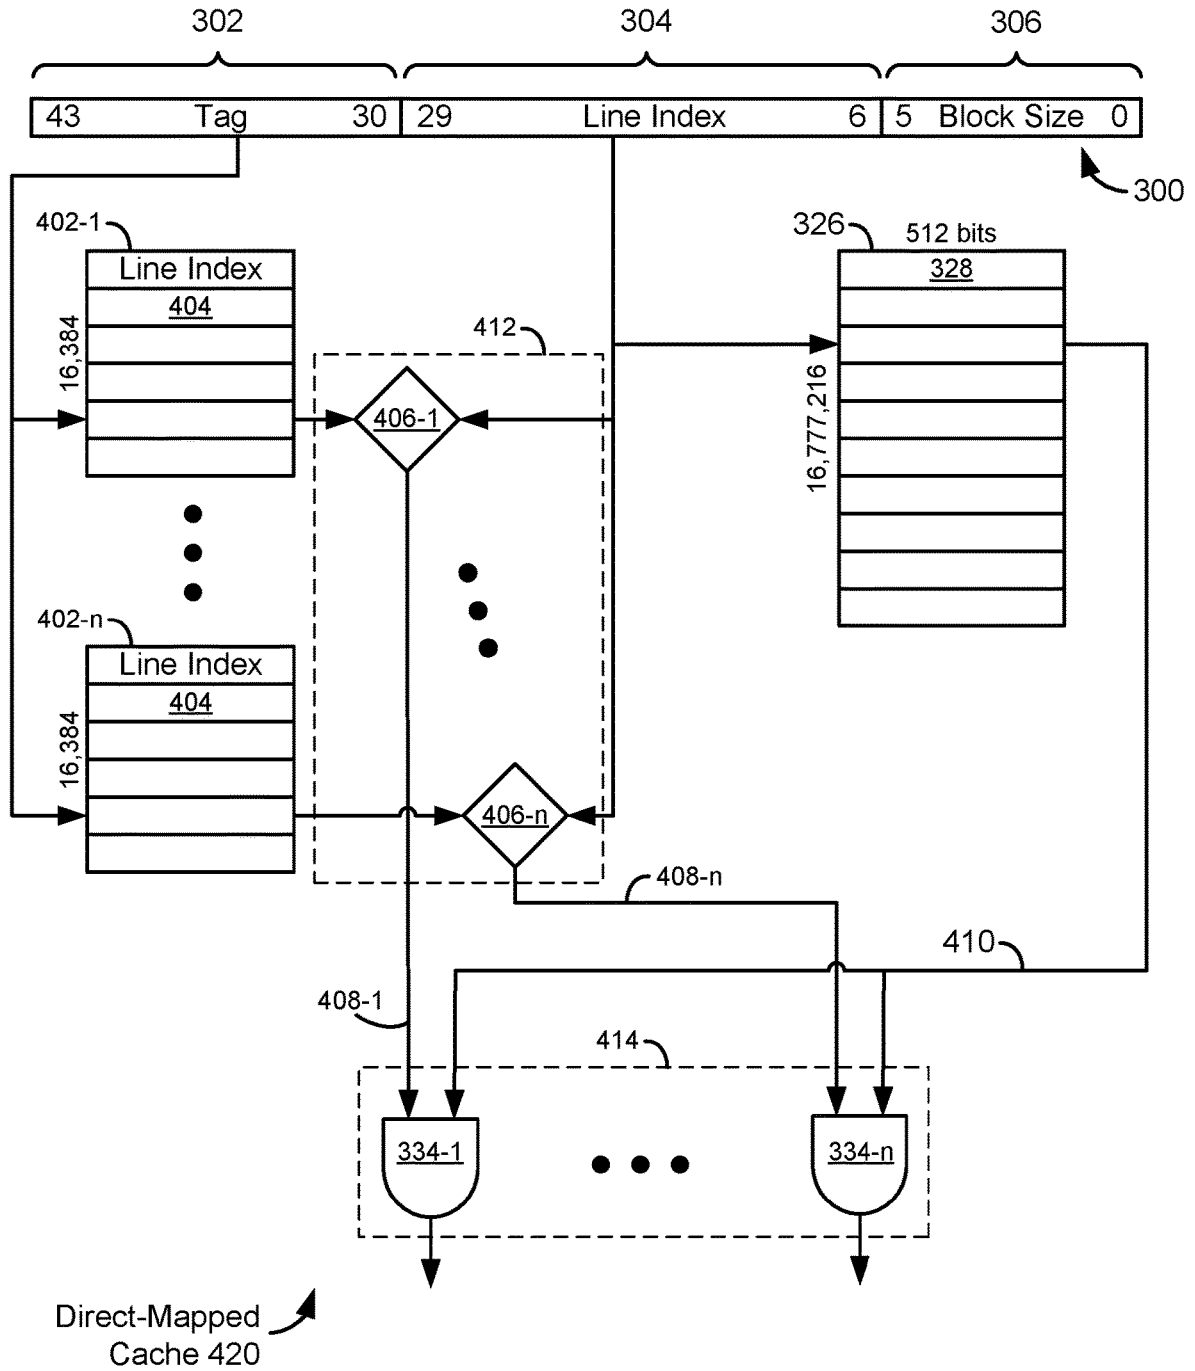 302 304 306
43 Tag 30 29 Line Index 6 5 Block Size 0
300
402-1
Line Index
404
16,384
326
512 bits
328
16,777,216
412
406-1
402-n
Line Index
404
16,384
406-n
408-n
410
408-1
414
334-1
334-n
Direct-Mapped
Cache 420